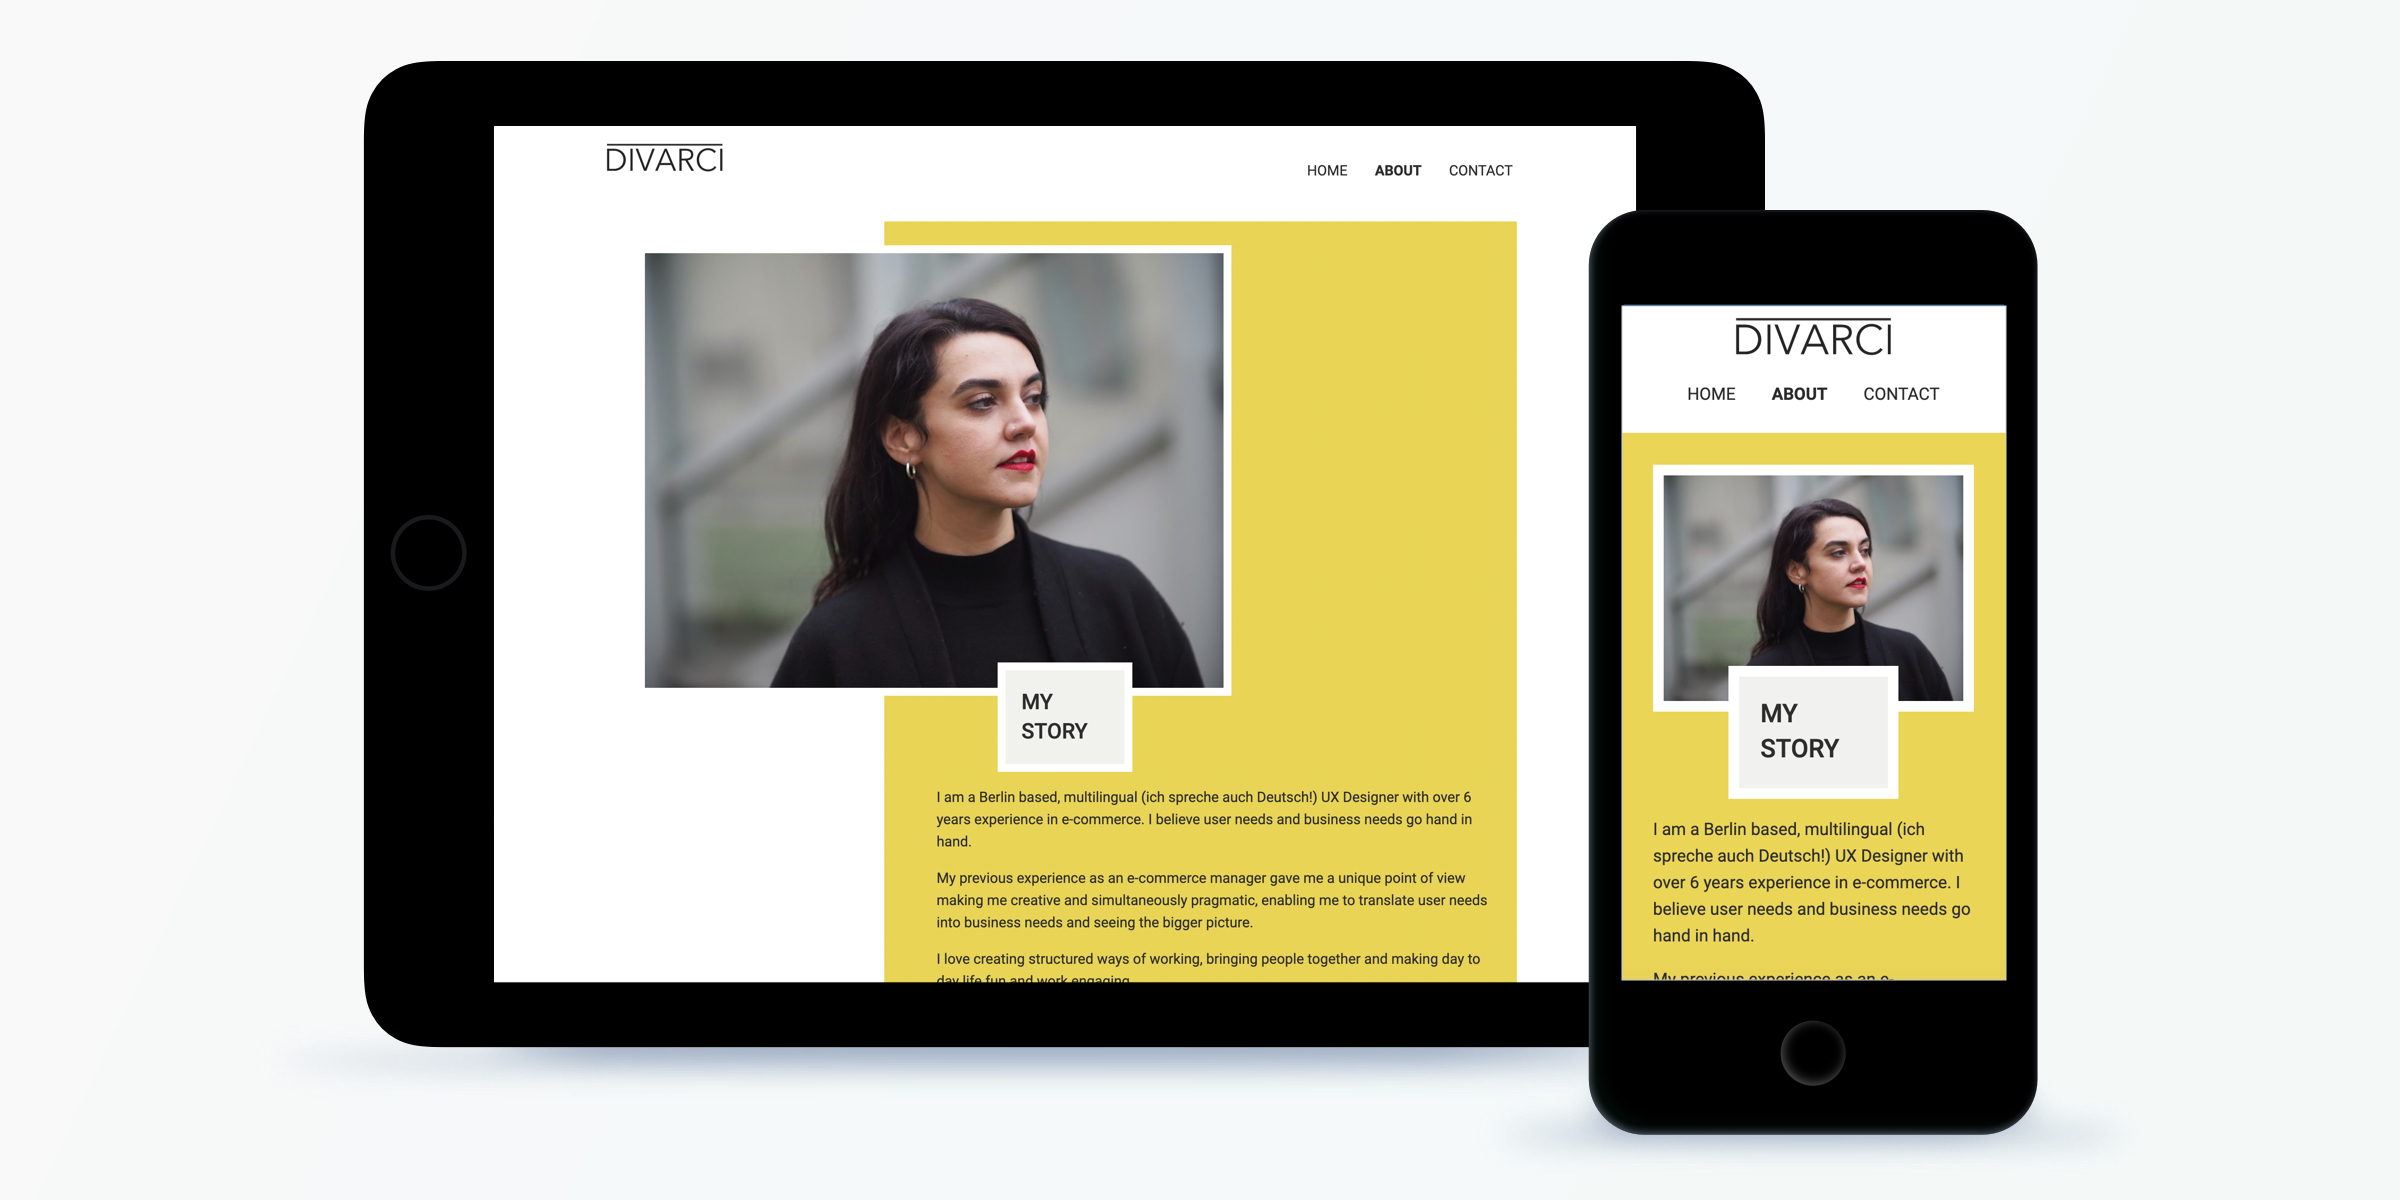 DIVARCI
HOME ABOUT CONTACT
MY
STORY
I am a Berlin based, multilingual (ich spreche auch Deutsch!) UX Designer with over 6
years experience in e-commerce. I believe user needs and business needs go hand in
hand.
My previous experience as an e-commerce manager gave me a unique point of view
making me creative and simultaneously pragmatic, enabling me to translate user needs
into business needs and seeing the bigger picture.
I love creating structured ways of working, bringing people together and making day to
day life fun and work engaging.
DIVARCI
HOME ABOUT CONTACT
MY
STORY
I am a Berlin based, multilingual (ich
spreche auch Deutsch!) UX Designer with
over 6 years experience in e-commerce. I
believe user needs and business needs go
hand in hand.
My previous experience as an e-